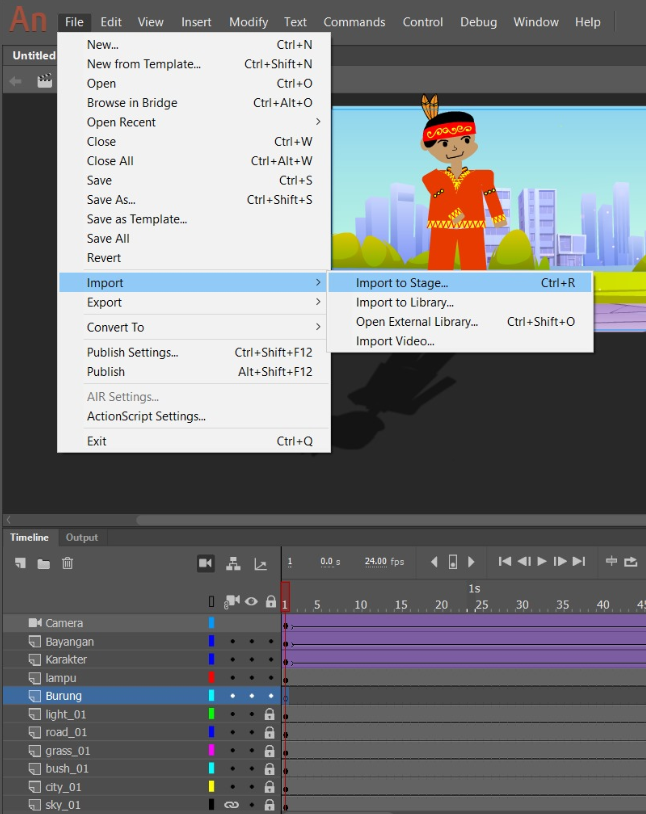 An File Edit View Insert Modify Text Commands Control Debug Window Help
Untitled
New... Ctrl+N
New from Template... Ctrl+Shift+N
Open Ctrl+O
Browse in Bridge Ctrl+Alt+O
Open Recent
Close Ctrl+W
Close All Ctrl+Alt+W
Save Ctrl+S
Save As... Ctrl+Shift+S
Save as Template...
Save All
Revert
Import
Export
Convert To
Publish Settings... Ctrl+Shift+F12
Publish Alt+Shift+F12
AIR Settings...
ActionScript Settings...
Exit Ctrl+Q
Import to Stage... Ctrl+R
Import to Library...
Open External Library... Ctrl+Shift+O
Import Video...
Timeline Output
1 0.0 s 24.00 fps
1s
1 5 10 15 20 25 30 35 40 45
Camera
Bayangan
Karakter
lampu
Burung
light_01
road_01
grass_01
bush_01
city_01
sky_01